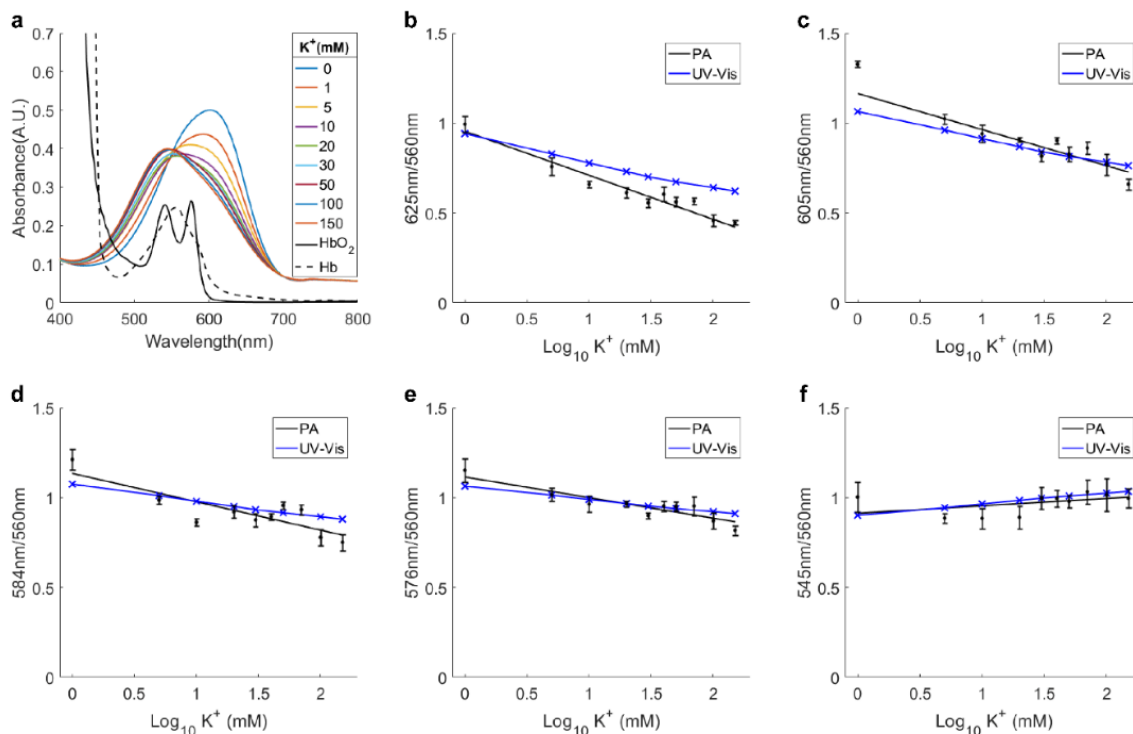 a
K+(mM)
0
1
5
10
20
30
50
100
150
HbO2
Hb
0.7
0.6
0.5
0.4
0.3
0.2
0.1
0
Absorbance(A.U.)
400 500 600 700 800
Wavelength(nm)
b
PA
UV-Vis
1.5
1
0.5
0
625nm/560nm
0 0.5 1 1.5 2
Log10 K+ (mM)
c
PA
UV-Vis
1.5
1
0.5
0
605nm/560nm
0 0.5 1 1.5 2
Log10 K+ (mM)
d
PA
UV-Vis
1.5
1
0.5
0
584nm/560nm
0 0.5 1 1.5 2
Log10 K+ (mM)
e
PA
UV-Vis
1.5
1
0.5
0
576nm/560nm
0 0.5 1 1.5 2
Log10 K+ (mM)
f
PA
UV-Vis
1.5
1
0.5
0
545nm/560nm
0 0.5 1 1.5 2
Log10 K+ (mM)